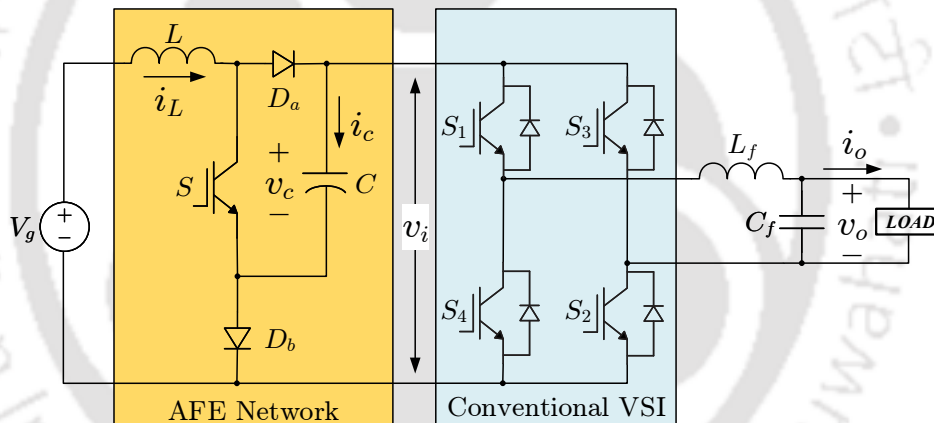 L
i_L
D_a
i_c
S
+
v_c
−
C
V_g
+
−
D_b
AFE Network
v_i
S_1
S_3
S_4
S_2
Conventional VSI
L_f
i_o
C_f
+
v_o
−
LOAD